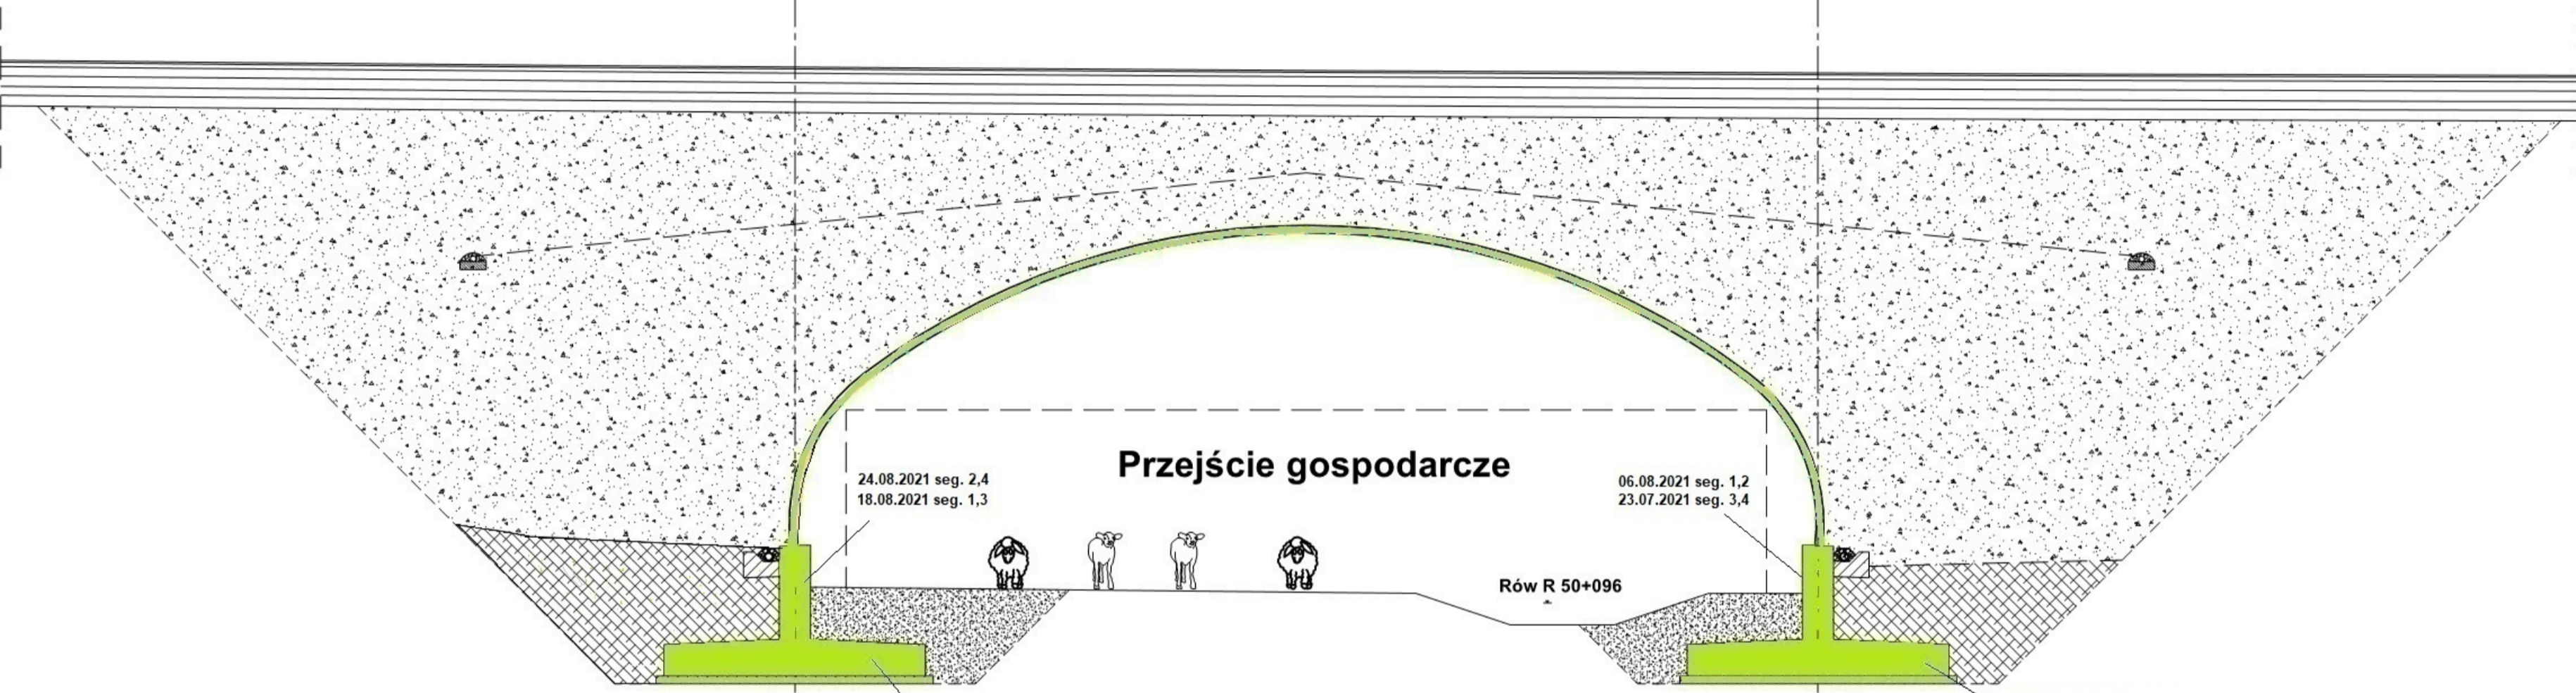 Przejście gospodarcze
24.08.2021 seg. 2,4
18.08.2021 seg. 1,3
06.08.2021 seg. 1,2
23.07.2021 seg. 3,4
Rów R 50+096